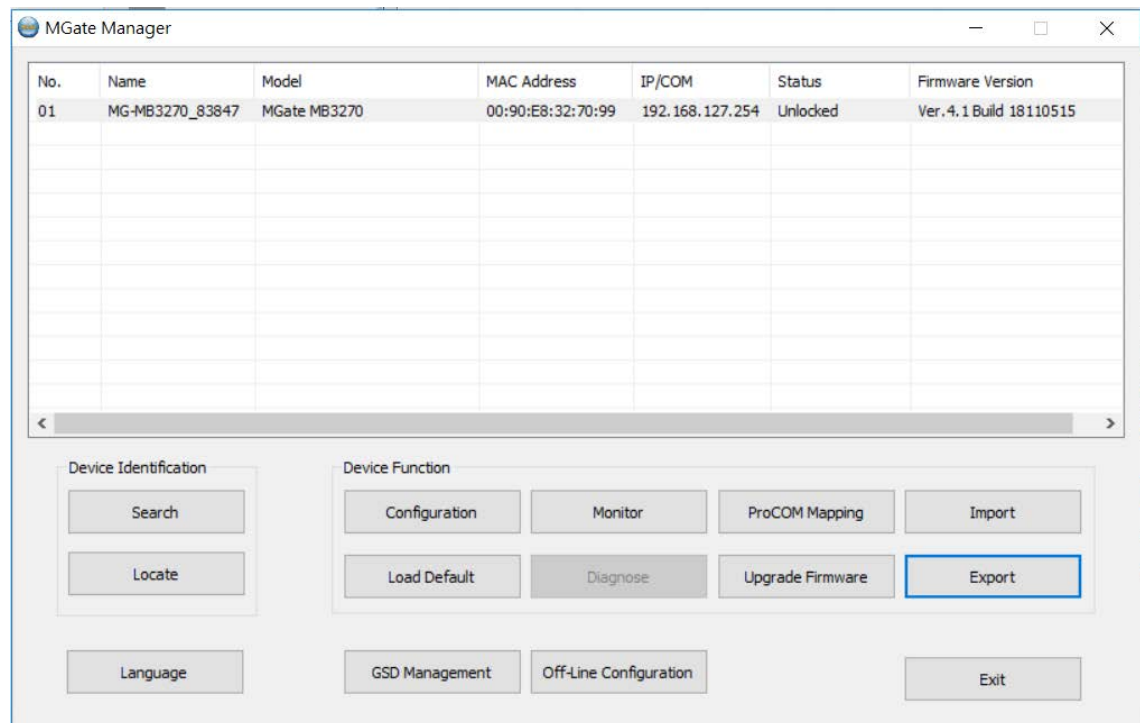 MGate Manager
No. Name Model MAC Address IP/COM Status Firmware Version
01 MG-MB3270_83847 MGate MB3270 00:90:E8:32:70:99 192.168.127.254 Unlocked Ver.4.1 Build 18110515
Device Identification
Search
Locate
Device Function
Configuration Monitor ProCOM Mapping Import
Load Default Diagnose Upgrade Firmware Export
Language GSD Management Off-Line Configuration Exit